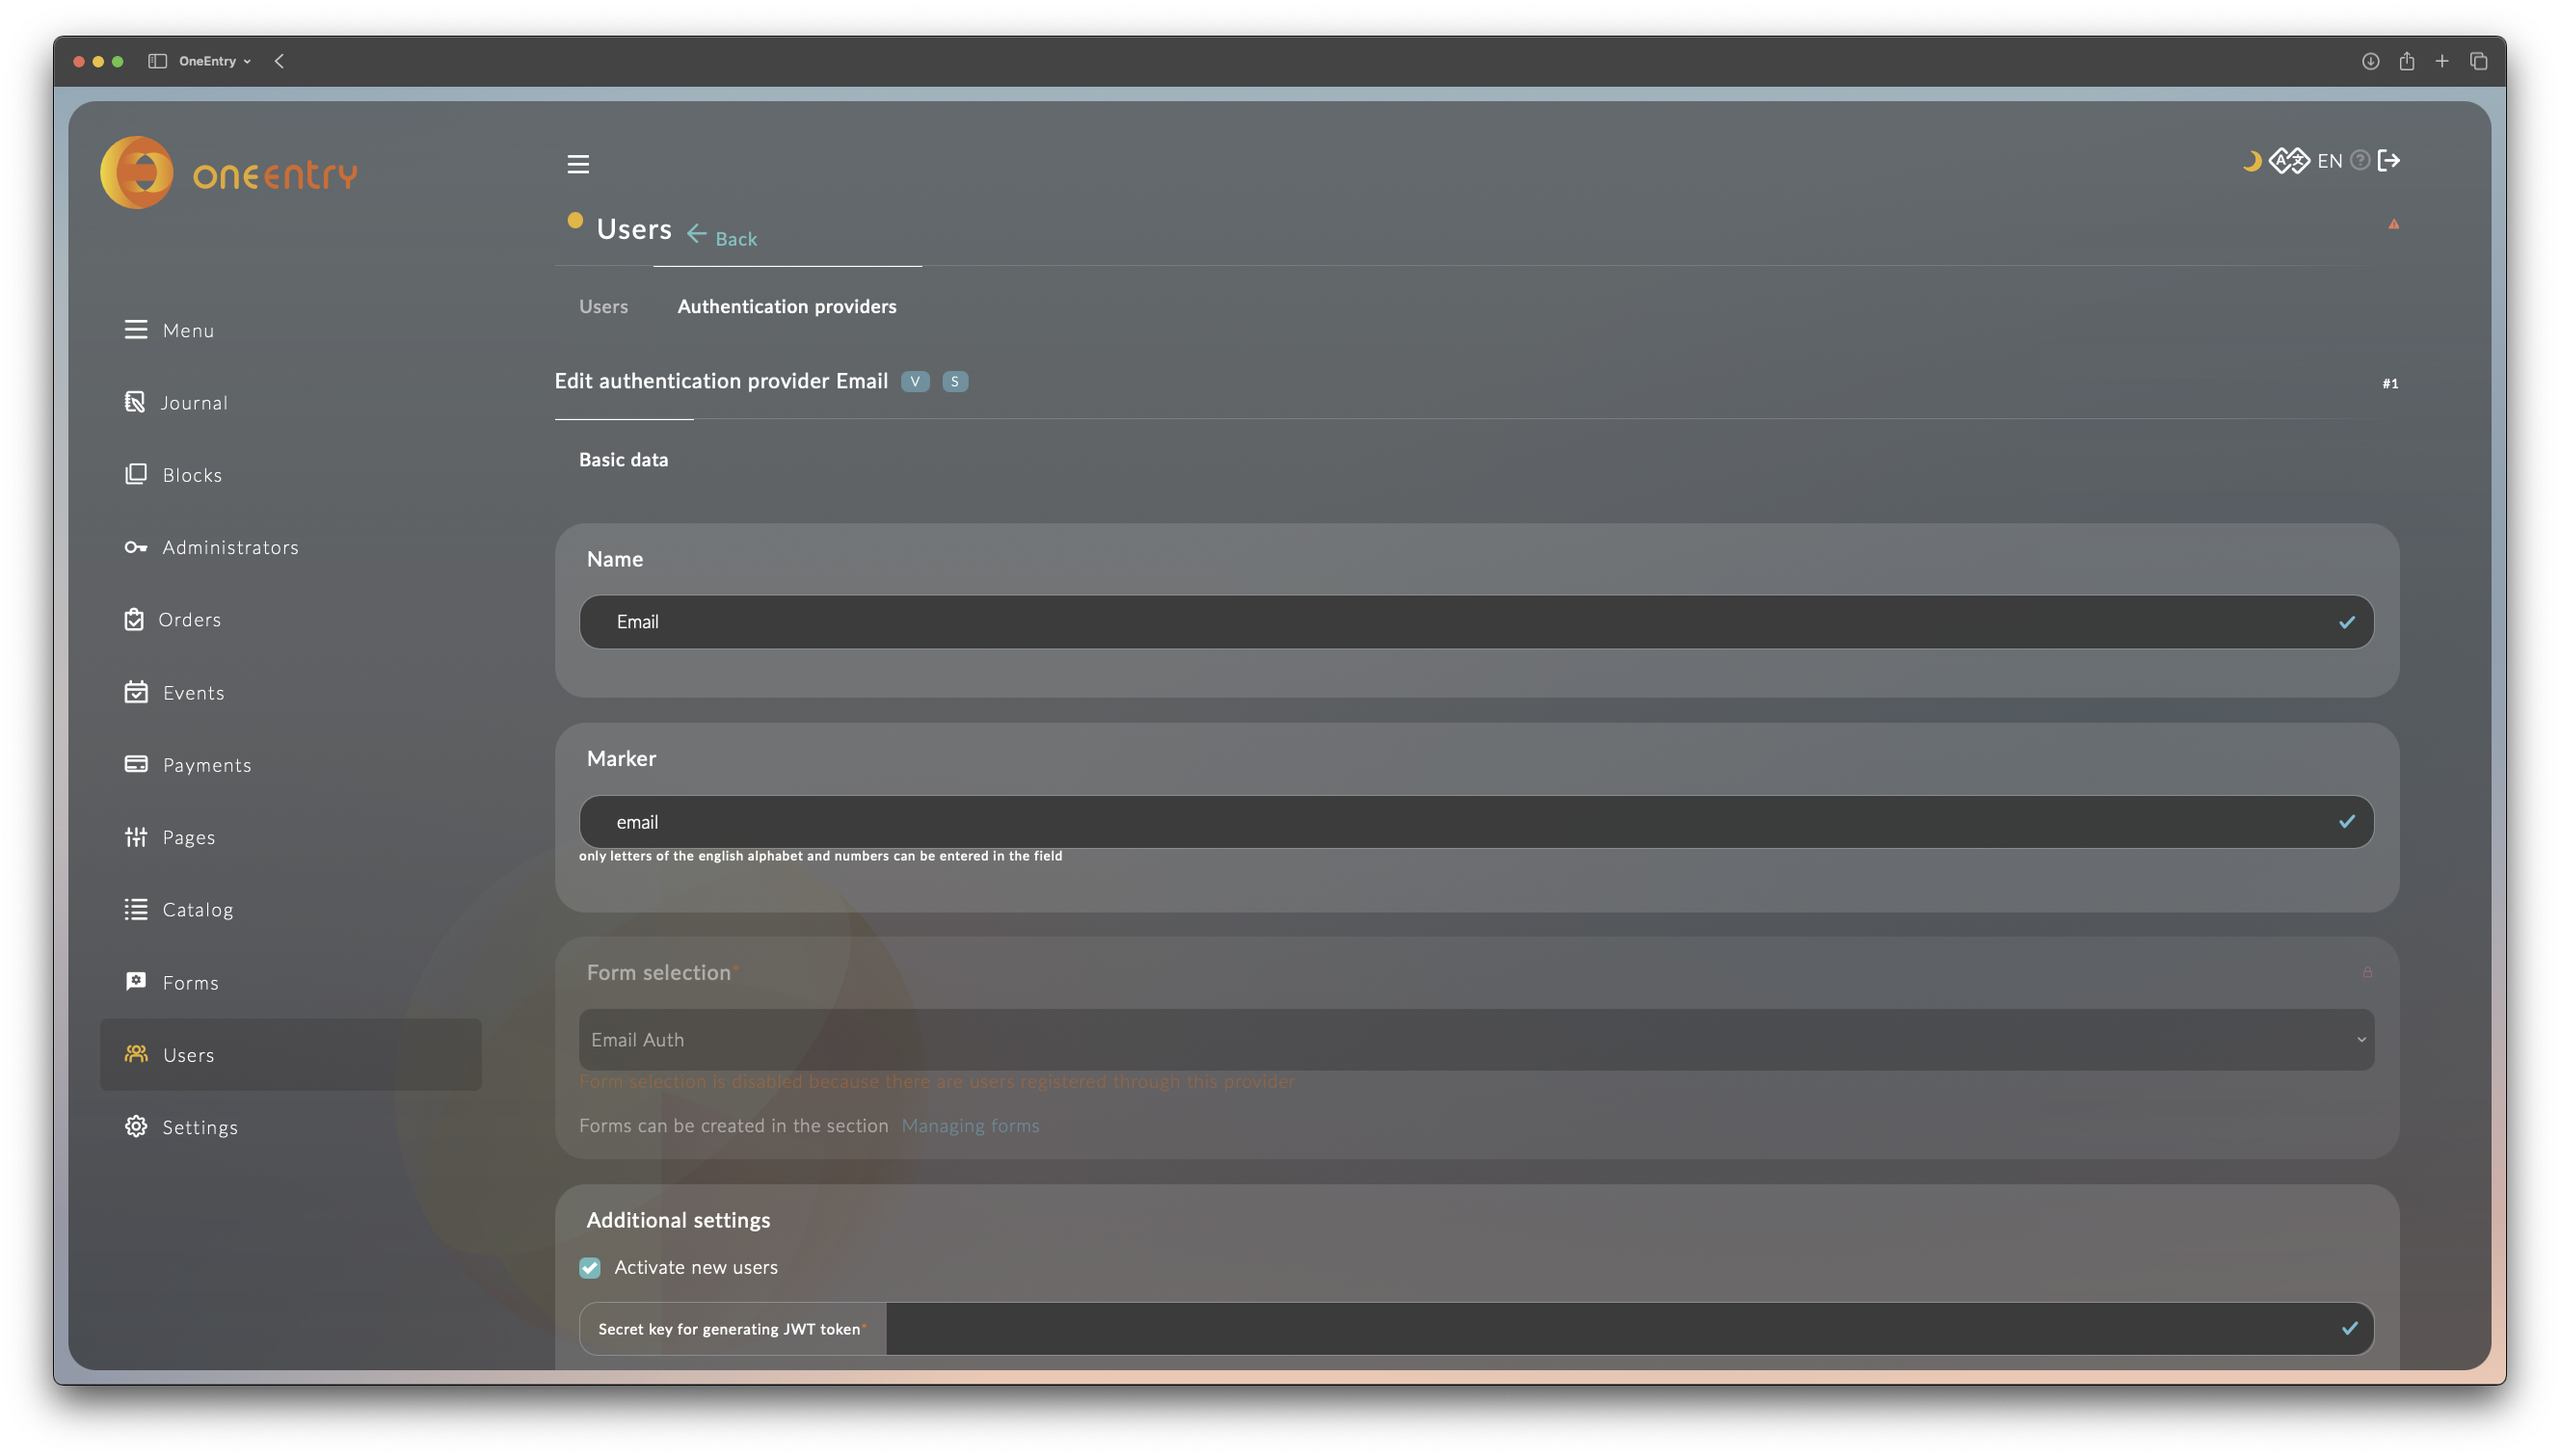 OneEntry
oneentry
EN
Users
Back
Users
Authentication providers
Menu
Journal
Blocks
Administrators
Orders
Events
Payments
Pages
Catalog
Forms
Users
Settings
Edit authentication provider Email V S
#1
Basic data
Name
Email
Marker
email
only letters of the english alphabet and numbers can be entered in the field
Form selection*
Email Auth
Form selection is disabled because there are users registered through this provider
Forms can be created in the section Managing forms
Additional settings
Activate new users
Secret key for generating JWT token*